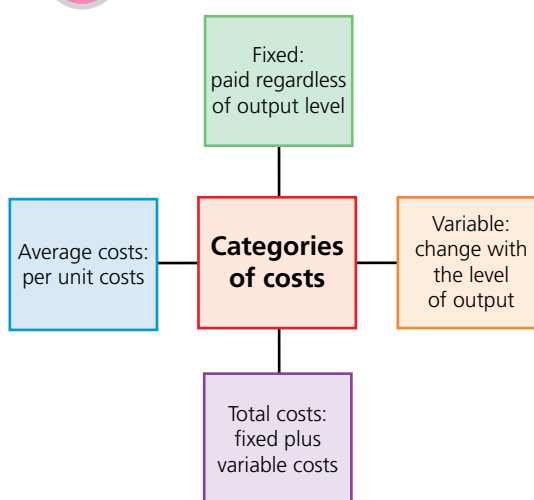 Fixed:
paid regardless
of output level
Average costs:
per unit costs
Categories
of costs
Variable:
change with
the level
of output
Total costs:
fixed plus
variable costs